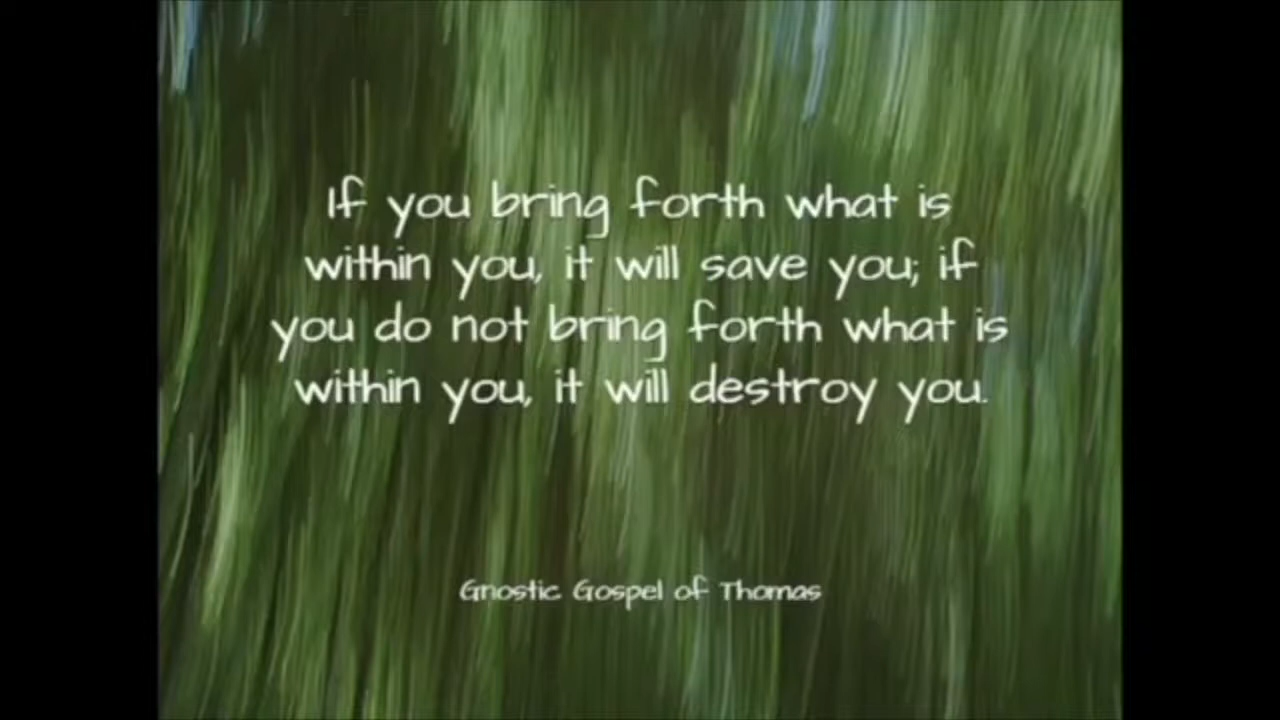 If you bring forth what is
within you, it will save you; if
you do not bring forth what is
within you, it will destroy you.
Gnostic Gospel of Thomas